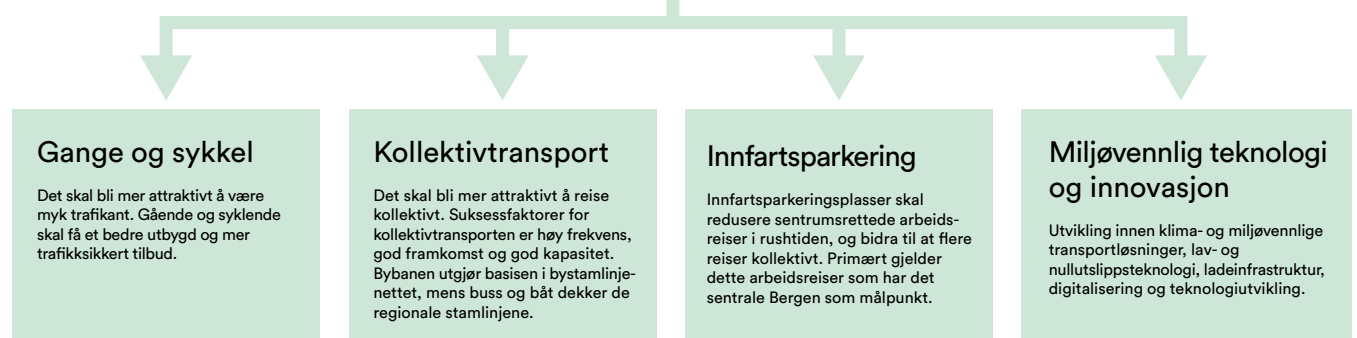 Gange og sykkel
Det skal bli mer attraktivt å være
myk trafikant. Gående og syklende
skal få et bedre utbygd og mer
trafikksikkert tilbud.
Kollektivtransport
Det skal bli mer attraktivt å reise
kollektivt. Suksessfaktorer for
kollektivtransporten er høy frekvens,
god framkomst og god kapasitet.
Bybanen utgjør basisen i bystamlinje-
nettet, mens buss og båt dekker de
regionale stamlinjene.
Innfartsparkering
Innfartsparkeringsplasser skal
redusere sentrumsrettede arbeids-
reiser i rushtiden, og bidra til at flere
reiser kollektivt. Primært gjelder
dette arbeidsreiser som har det
sentrale Bergen som målpunkt.
Miljøvennlig teknologi
og innovasjon
Utvikling innen klima- og miljøvennlige
transportløsninger, lav- og
nullutslippsteknologi, ladeinfrastruktur,
digitalisering og teknologiutvikling.